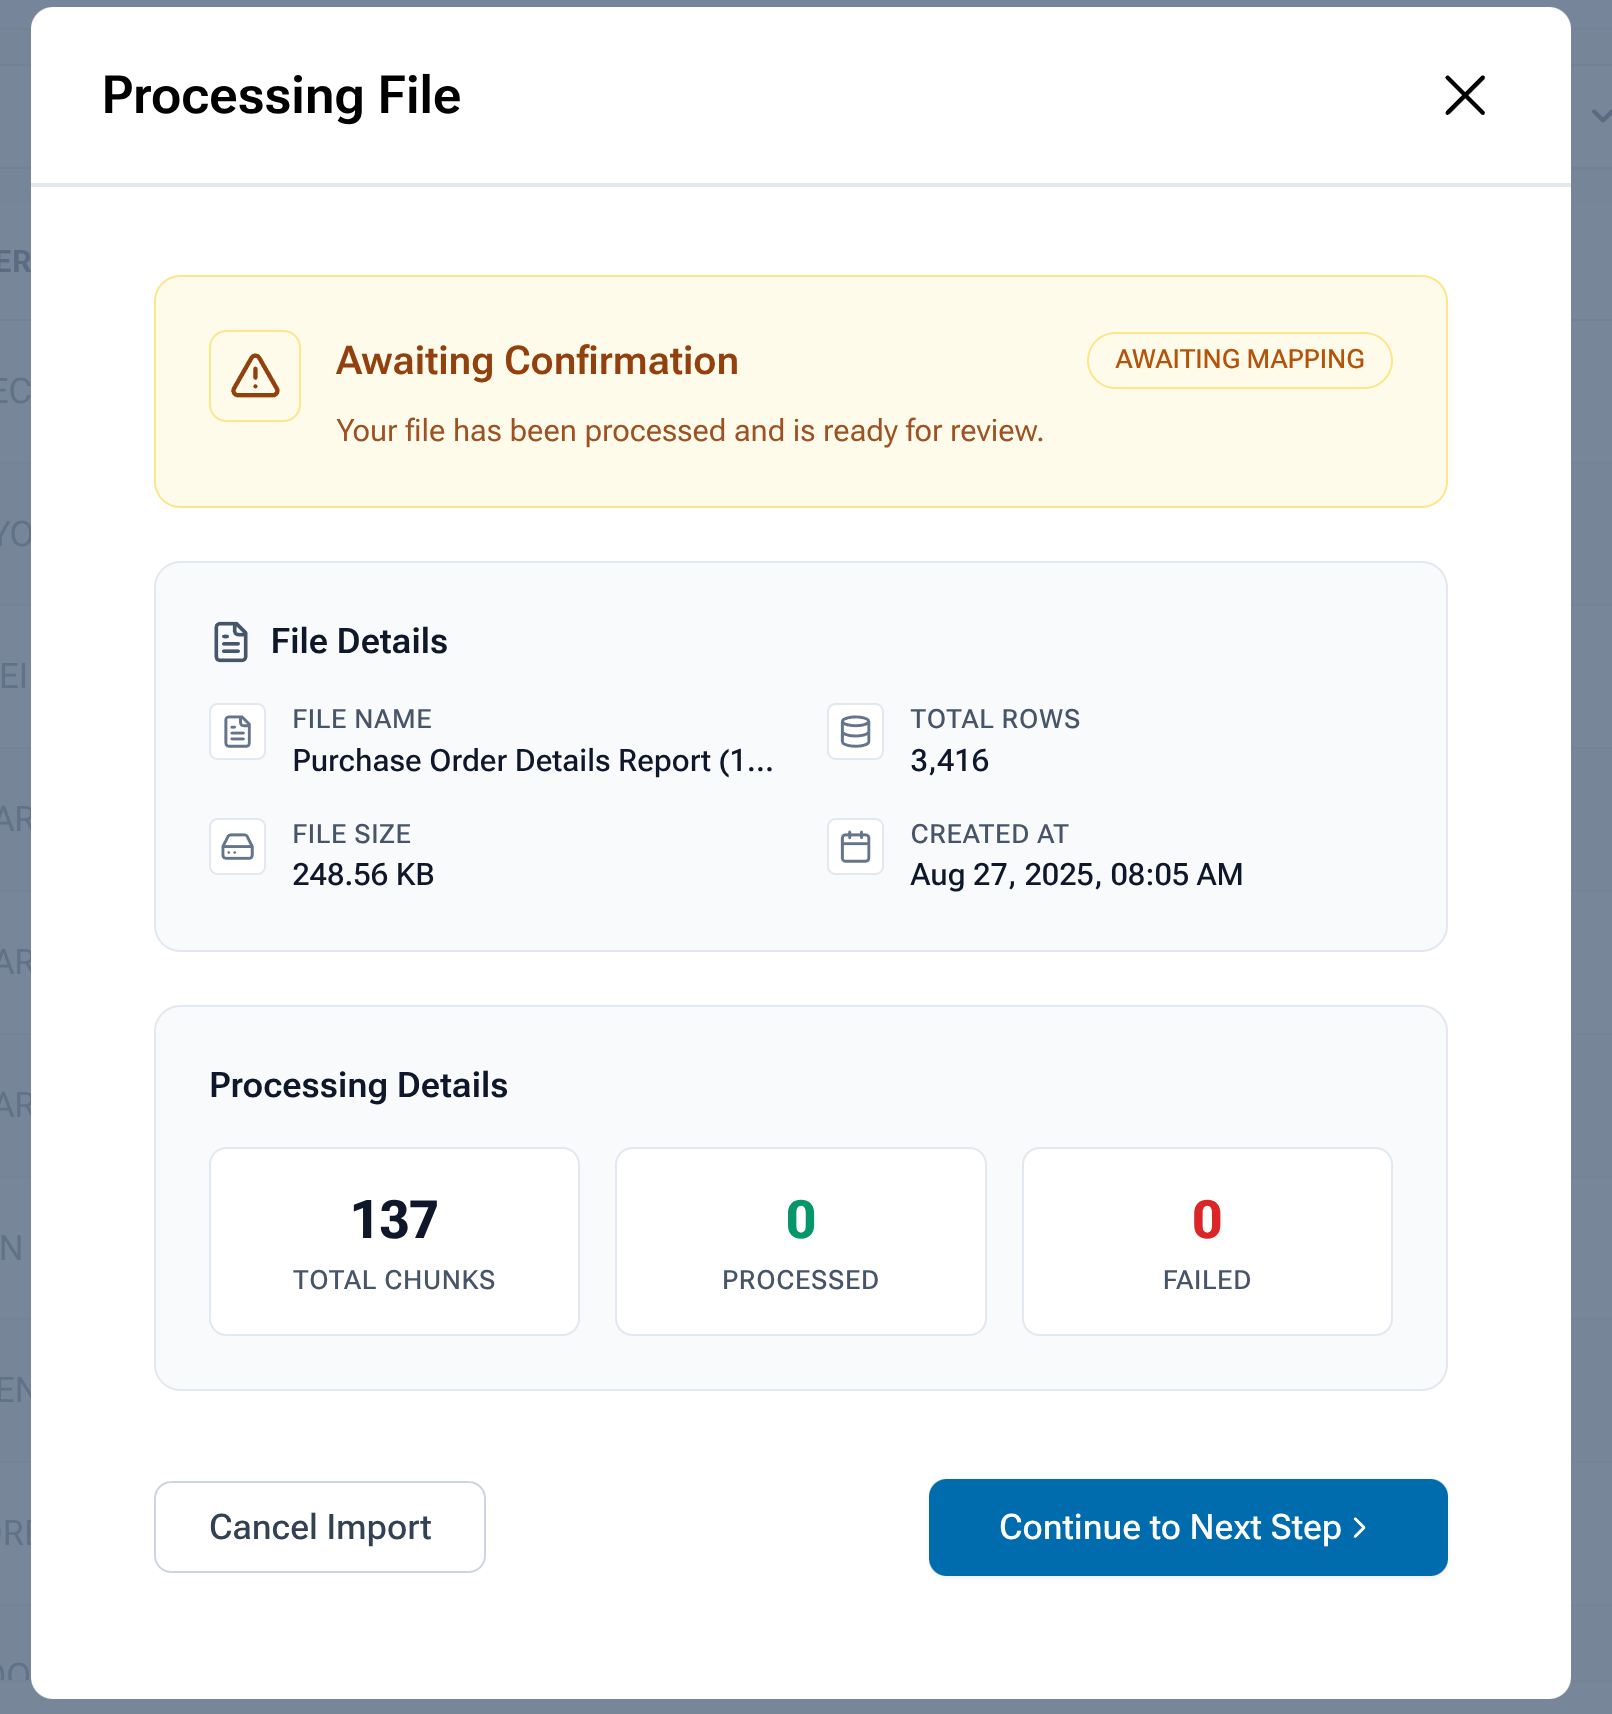 Processing File
Awaiting Confirmation
AWAITING MAPPING
Your file has been processed and is ready for review.
File Details
FILE NAME
Purchase Order Details Report (1...
TOTAL ROWS
3,416
FILE SIZE
248.56 KB
CREATED AT
Aug 27, 2025, 08:05 AM
Processing Details
137
TOTAL CHUNKS
0
PROCESSED
0
FAILED
Cancel Import
Continue to Next Step